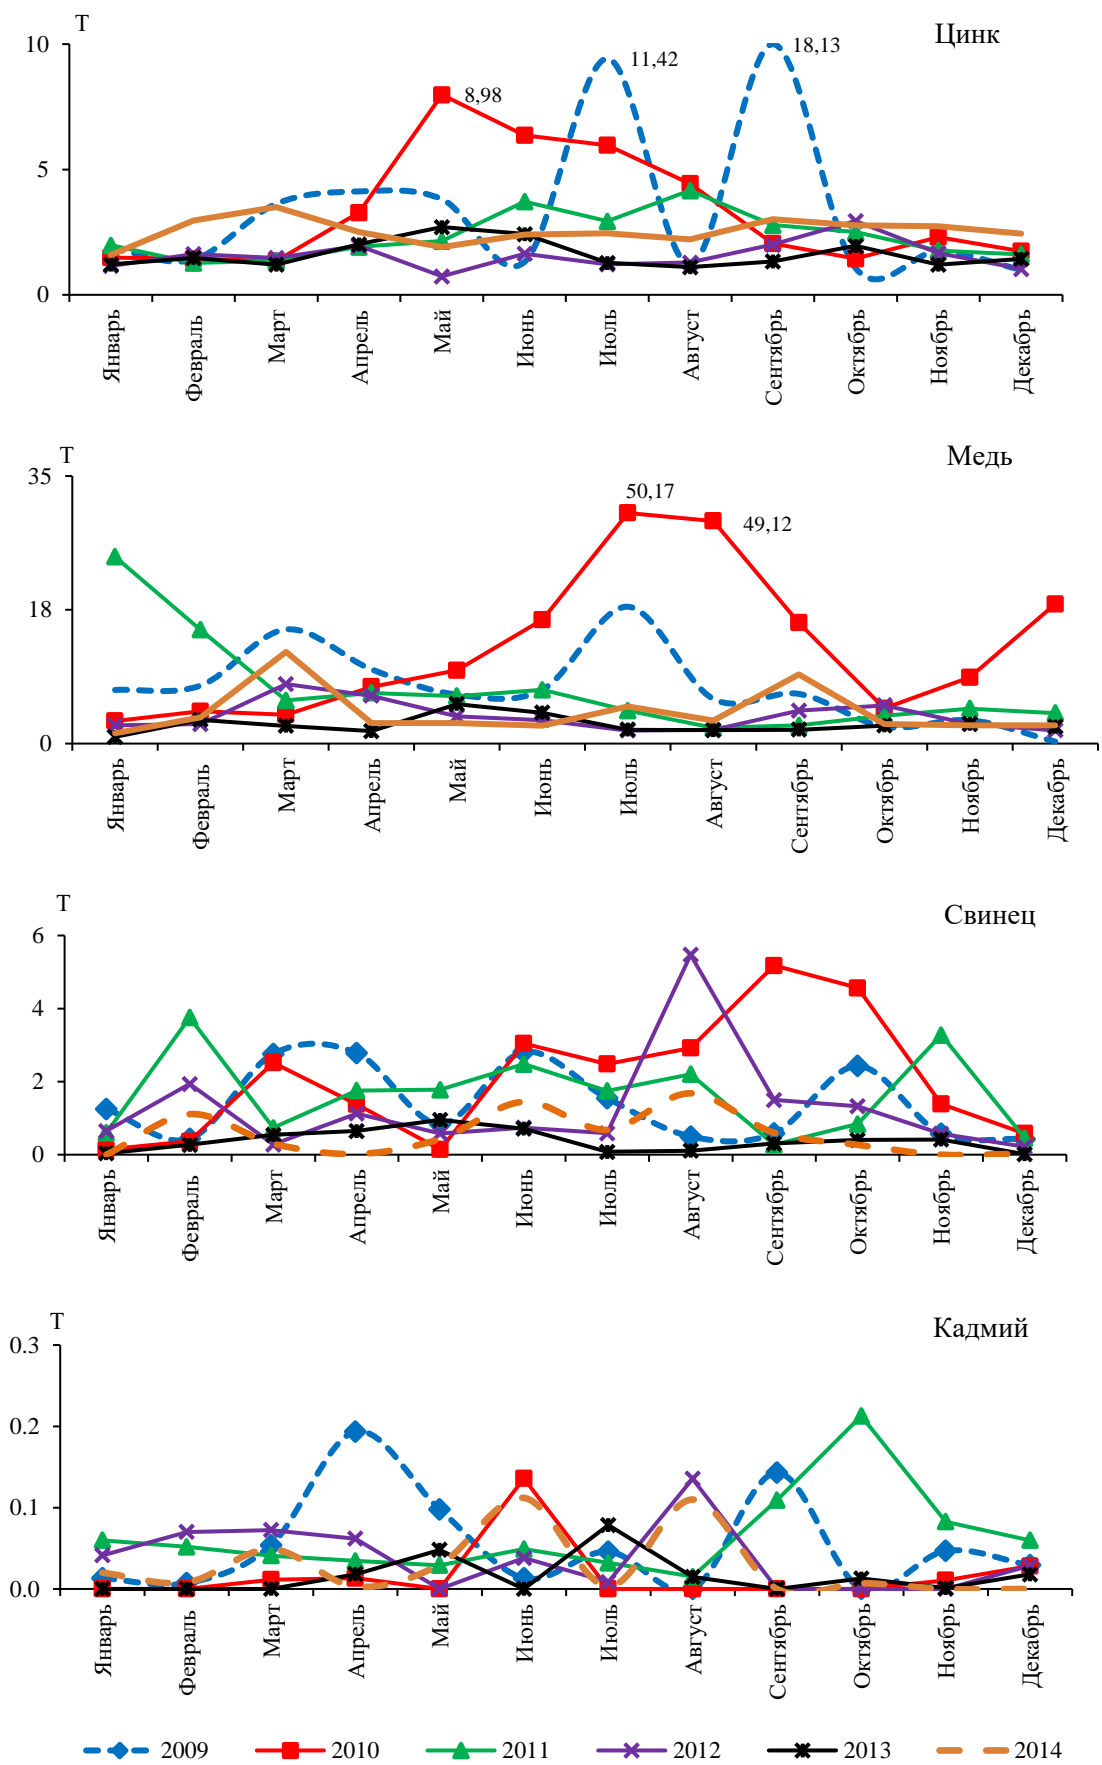 Т
Цинк
10
18,13
11,42
8,98
5
0
Январь
Февраль
Март
Апрель
Май
Июнь
Июль
Август
Сентябрь
Октябрь
Ноябрь
Декабрь
Т
Медь
35
50,17
49,12
18
0
Январь
Февраль
Март
Апрель
Май
Июнь
Июль
Август
Сентябрь
Октябрь
Ноябрь
Декабрь
Т
Свинец
6
4
2
0
Январь
Февраль
Март
Апрель
Май
Июнь
Июль
Август
Сентябрь
Октябрь
Ноябрь
Декабрь
Т
Кадмий
0.3
0.2
0.1
0.0
Январь
Февраль
Март
Апрель
Май
Июнь
Июль
Август
Сентябрь
Октябрь
Ноябрь
Декабрь
2009 2010 2011 2012 2013 2014